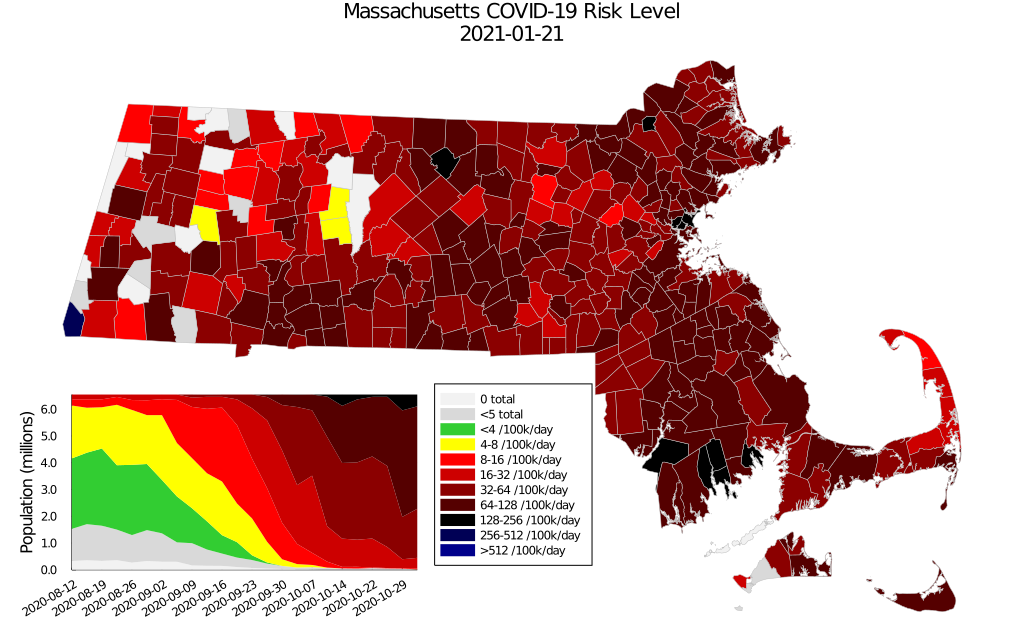 Massachusetts COVID-19 Risk Level
2021-01-21
Population (millions)
6.0
5.0
4.0
3.0
2.0
1.0
0.0
2020-08-12
2020-08-19
2020-08-26
2020-09-02
2020-09-09
2020-09-16
2020-09-23
2020-09-30
2020-10-07
2020-10-14
2020-10-22
2020-10-29
0 total
<5 total
<4 /100k/day
4-8 /100k/day
8-16 /100k/day
16-32 /100k/day
32-64 /100k/day
64-128 /100k/day
128-256 /100k/day
256-512 /100k/day
>512 /100k/day